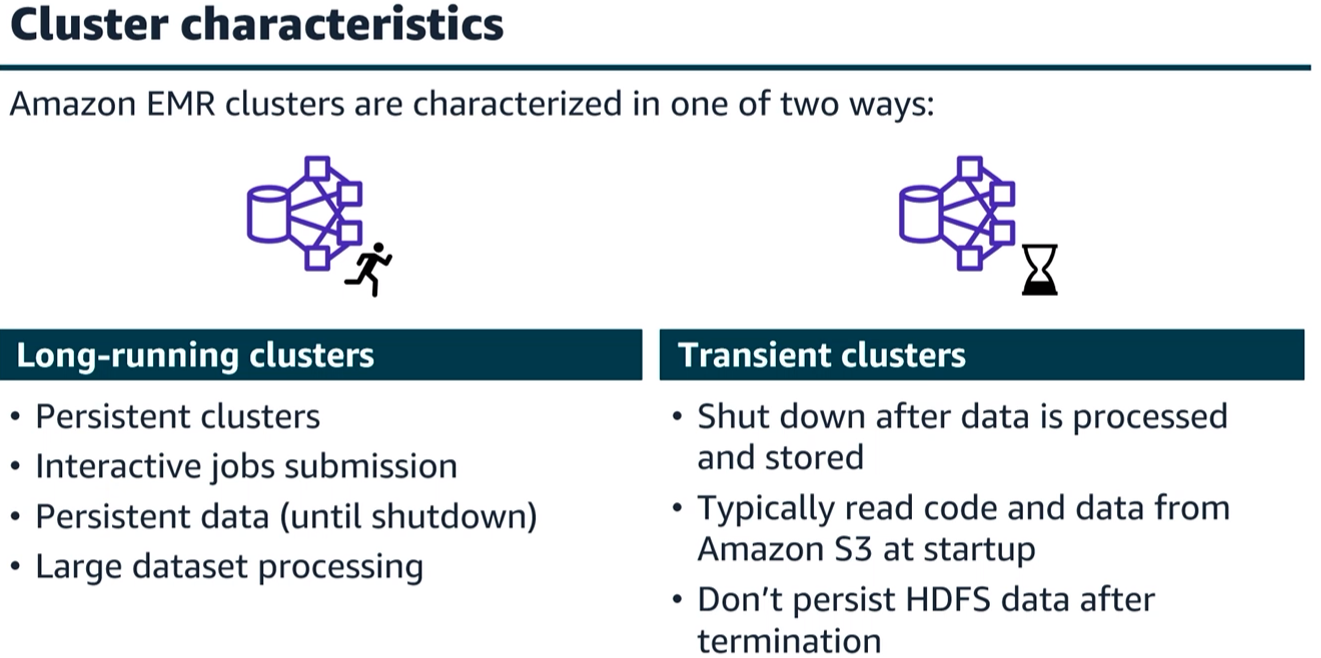 Cluster characteristics
Amazon EMR clusters are characterized in one of two ways:
Long-running clusters
• Persistent clusters
• Interactive jobs submission
• Persistent data (until shutdown)
• Large dataset processing
Transient clusters
• Shut down after data is processed
and stored
• Typically read code and data from
Amazon S3 at startup
• Don’t persist HDFS data after
termination